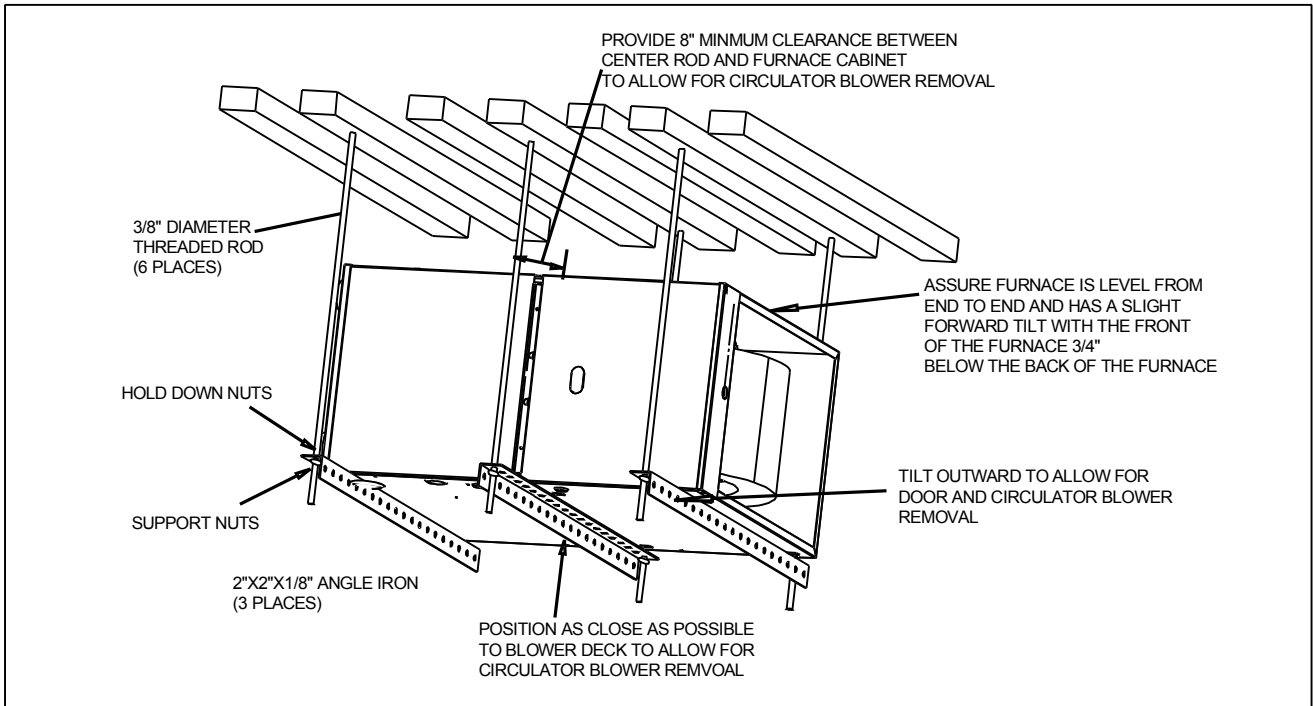 PROVIDE 8" MINMUM CLEARANCE BETWEEN
CENTER ROD AND FURNACE CABINET
TO ALLOW FOR CIRCULATOR BLOWER REMOVAL
3/8" DIAMETER
THREADED ROD
(6 PLACES)
ASSURE FURNACE IS LEVEL FROM
END TO END AND HAS A SLIGHT
FORWARD TILT WITH THE FRONT
OF THE FURNACE 3/4"
BELOW THE BACK OF THE FURNACE
HOLD DOWN NUTS
TILT OUTWARD TO ALLOW FOR
DOOR AND CIRCULATOR BLOWER
REMOVAL
SUPPORT NUTS
2"X2"X1/8" ANGLE IRON
(3 PLACES)
POSITION AS CLOSE AS POSSIBLE
TO BLOWER DECK TO ALLOW FOR
CIRCULATOR BLOWER REMVOAL